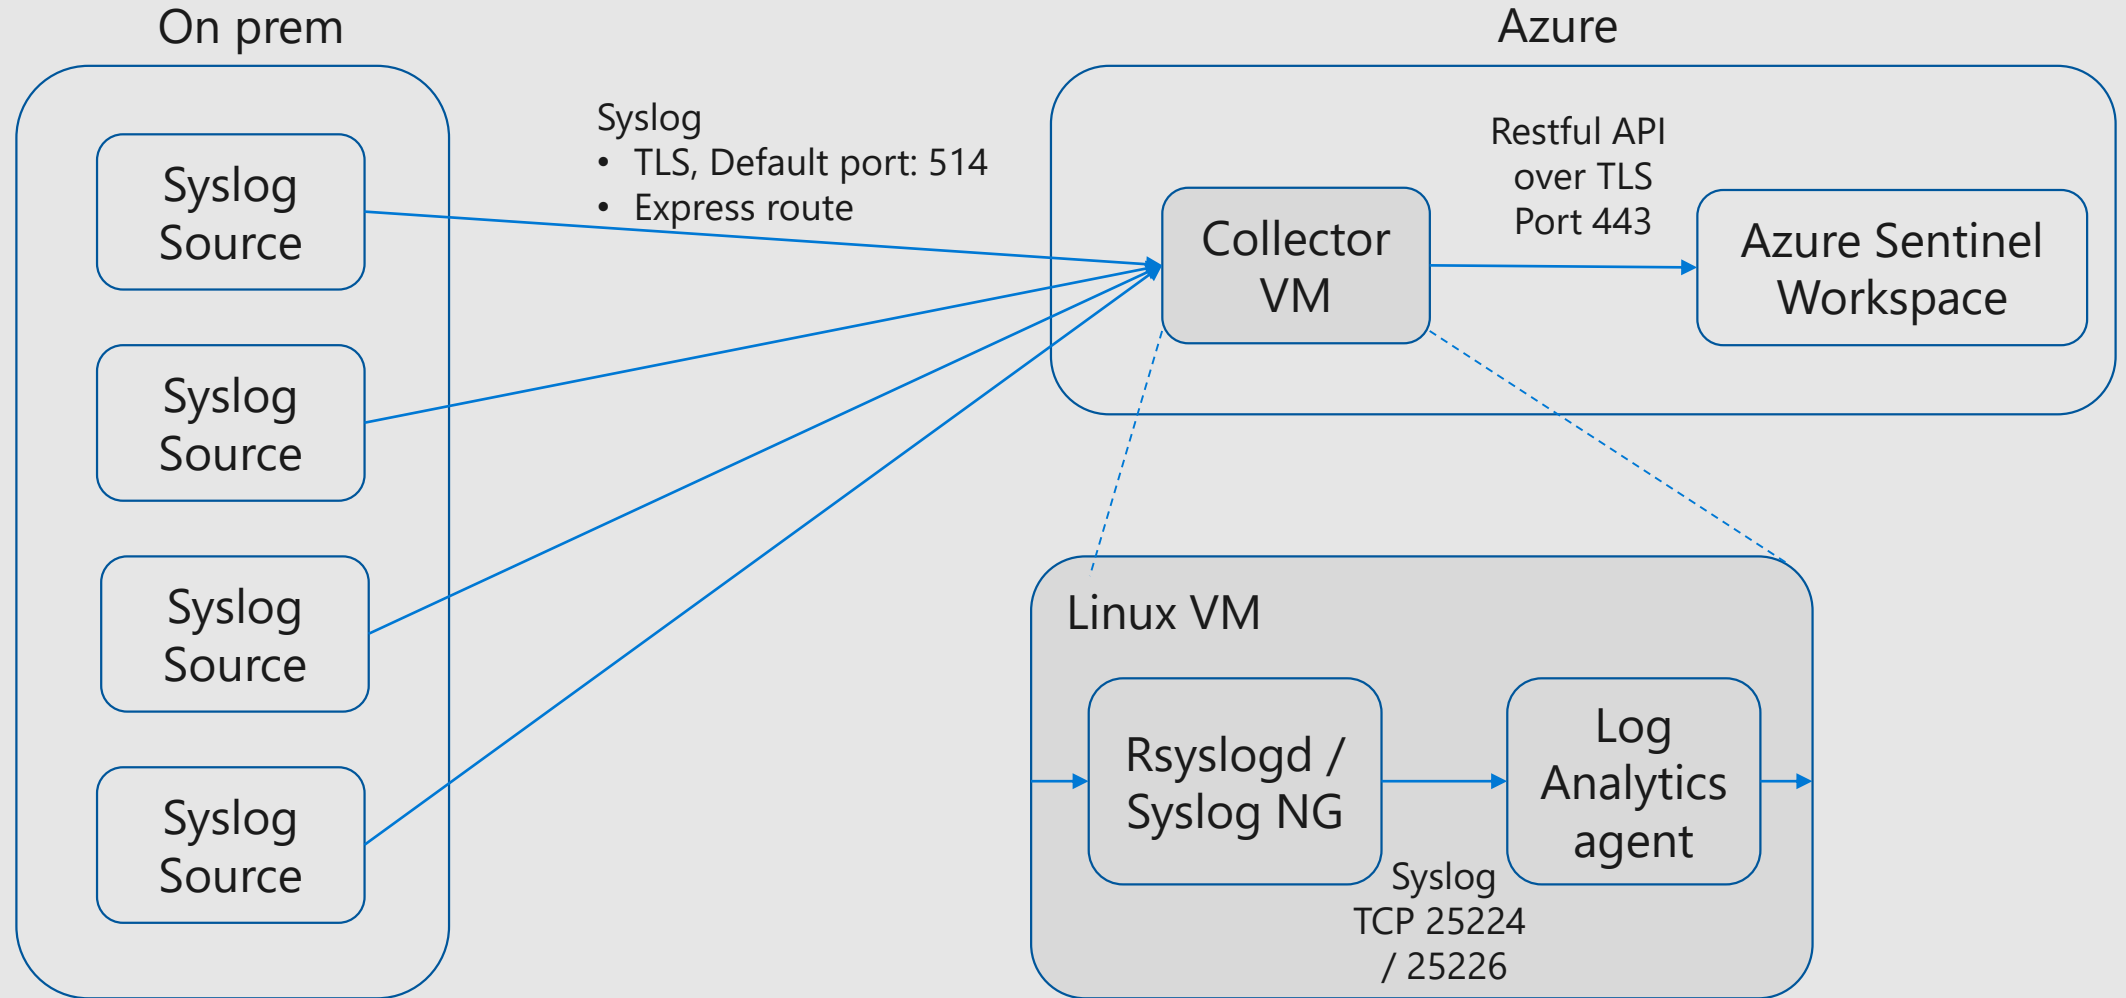 On prem
Azure
Syslog
Source
Syslog
Source
Syslog
Source
Syslog
Source
Syslog
• TLS, Default port: 514
• Express route
Collector
VM
Restful API
over TLS
Port 443
Azure Sentinel
Workspace
Linux VM
Rsyslogd /
Syslog NG
Syslog
TCP 25224
/ 25226
Log
Analytics
agent